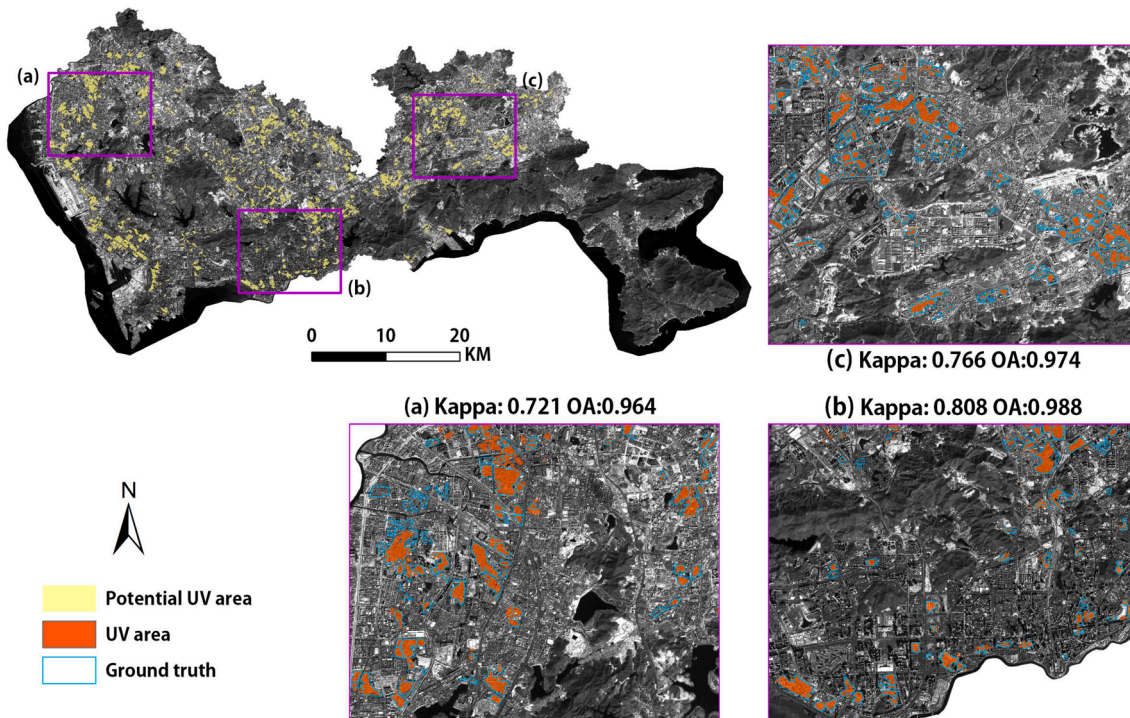 (a)
(c)
(b)
0 10 20
KM
(c) Kappa: 0.766 OA:0.974
(a) Kappa: 0.721 OA:0.964
(b) Kappa: 0.808 OA:0.988
N
Potential UV area
UV area
Ground truth